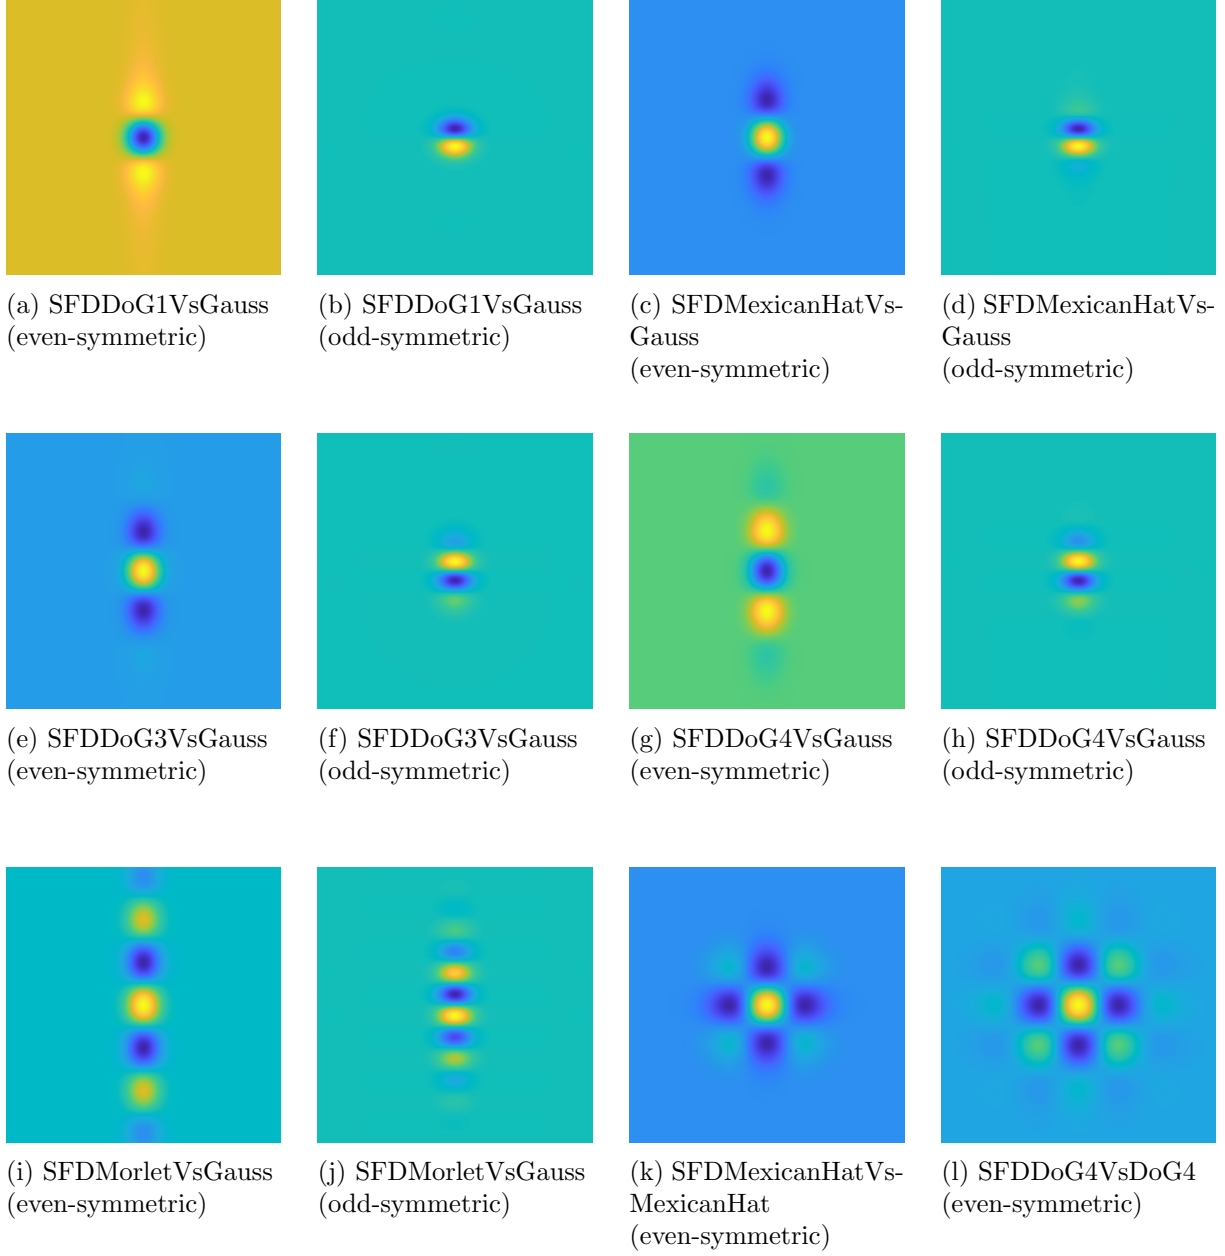 (a) SFDDoG1VsGauss
(even-symmetric)
(b) SFDDoG1VsGauss
(odd-symmetric)
(c) SFDMexicanHatVs-
Gauss
(even-symmetric)
(d) SFDMexicanHatVs-
Gauss
(odd-symmetric)
(e) SFDDoG3VsGauss
(even-symmetric)
(f) SFDDoG3VsGauss
(odd-symmetric)
(g) SFDDoG4VsGauss
(even-symmetric)
(h) SFDDoG4VsGauss
(odd-symmetric)
(i) SFDMorletVsGauss
(even-symmetric)
(j) SFDMorletVsGauss
(odd-symmetric)
(k) SFDMexicanHatVs-
MexicanHat
(even-symmetric)
(l) SFDDoG4VsDoG4
(even-symmetric)